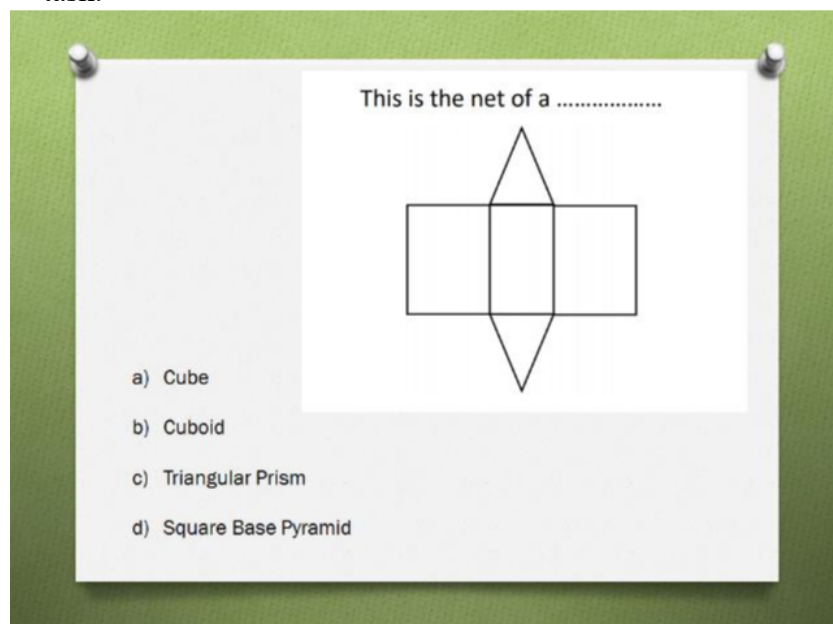 This is the net of a ..................
a) Cube
b) Cuboid
c) Triangular Prism
d) Square Base Pyramid